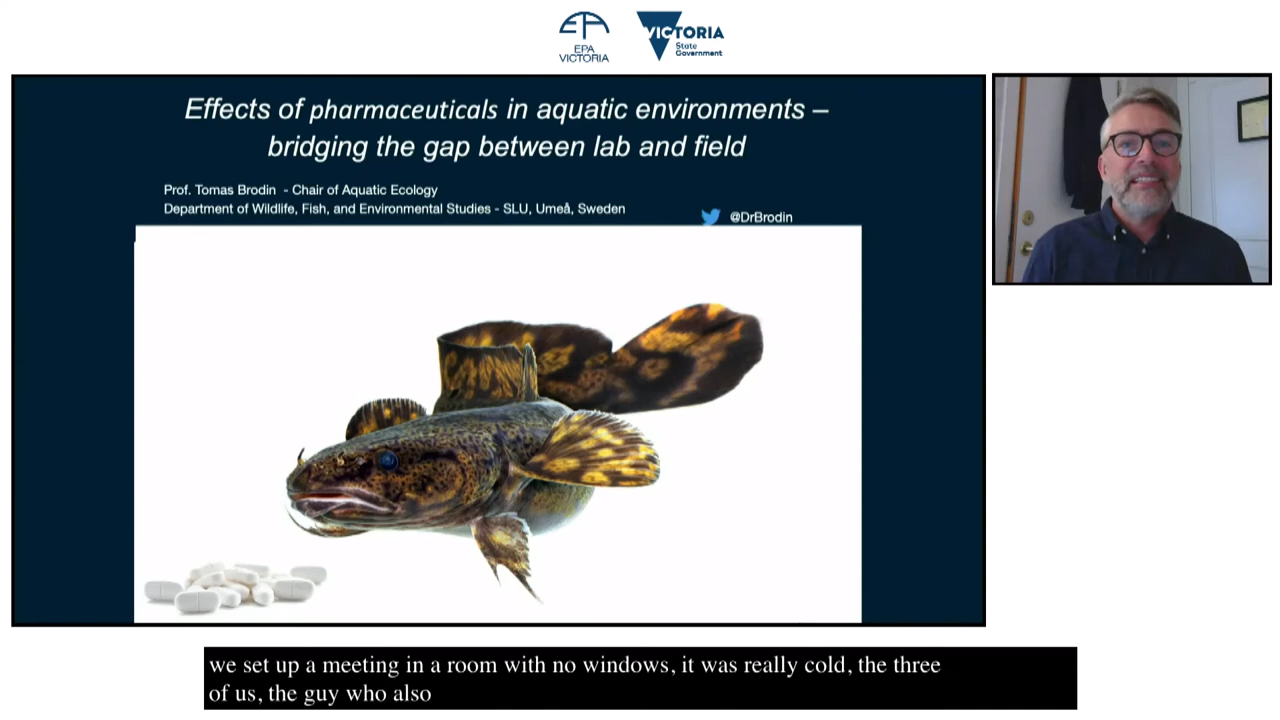 EPA
VICTORIA
VICTORIA
State
Government
Effects of pharmaceuticals in aquatic environments –
bridging the gap between lab and field
Prof. Tomas Brodin - Chair of Aquatic Ecology
Department of Wildlife, Fish, and Environmental Studies - SLU, Umeå, Sweden
@DrBrodin
we set up a meeting in a room with no windows, it was really cold, the three
of us, the guy who also